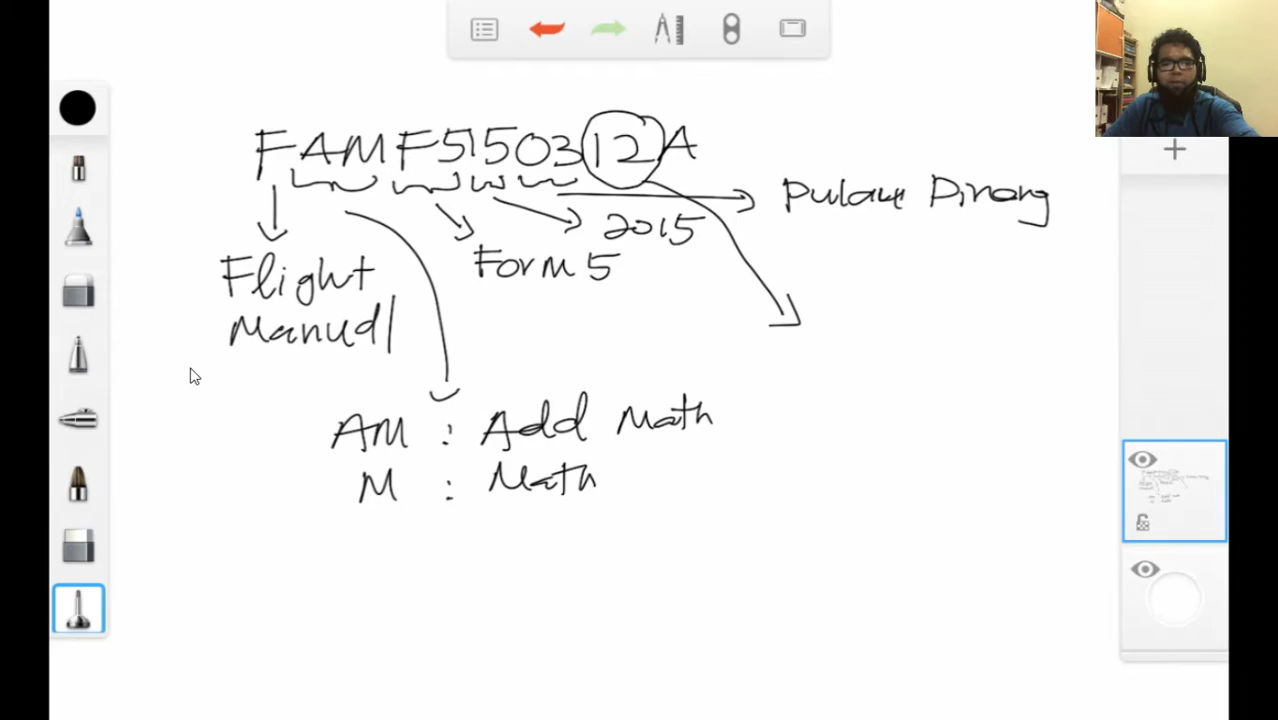 FAMF5150312A
Pulau Pinang
2015
Form 5
Flight
Manual
AM : Add Math
M : Math